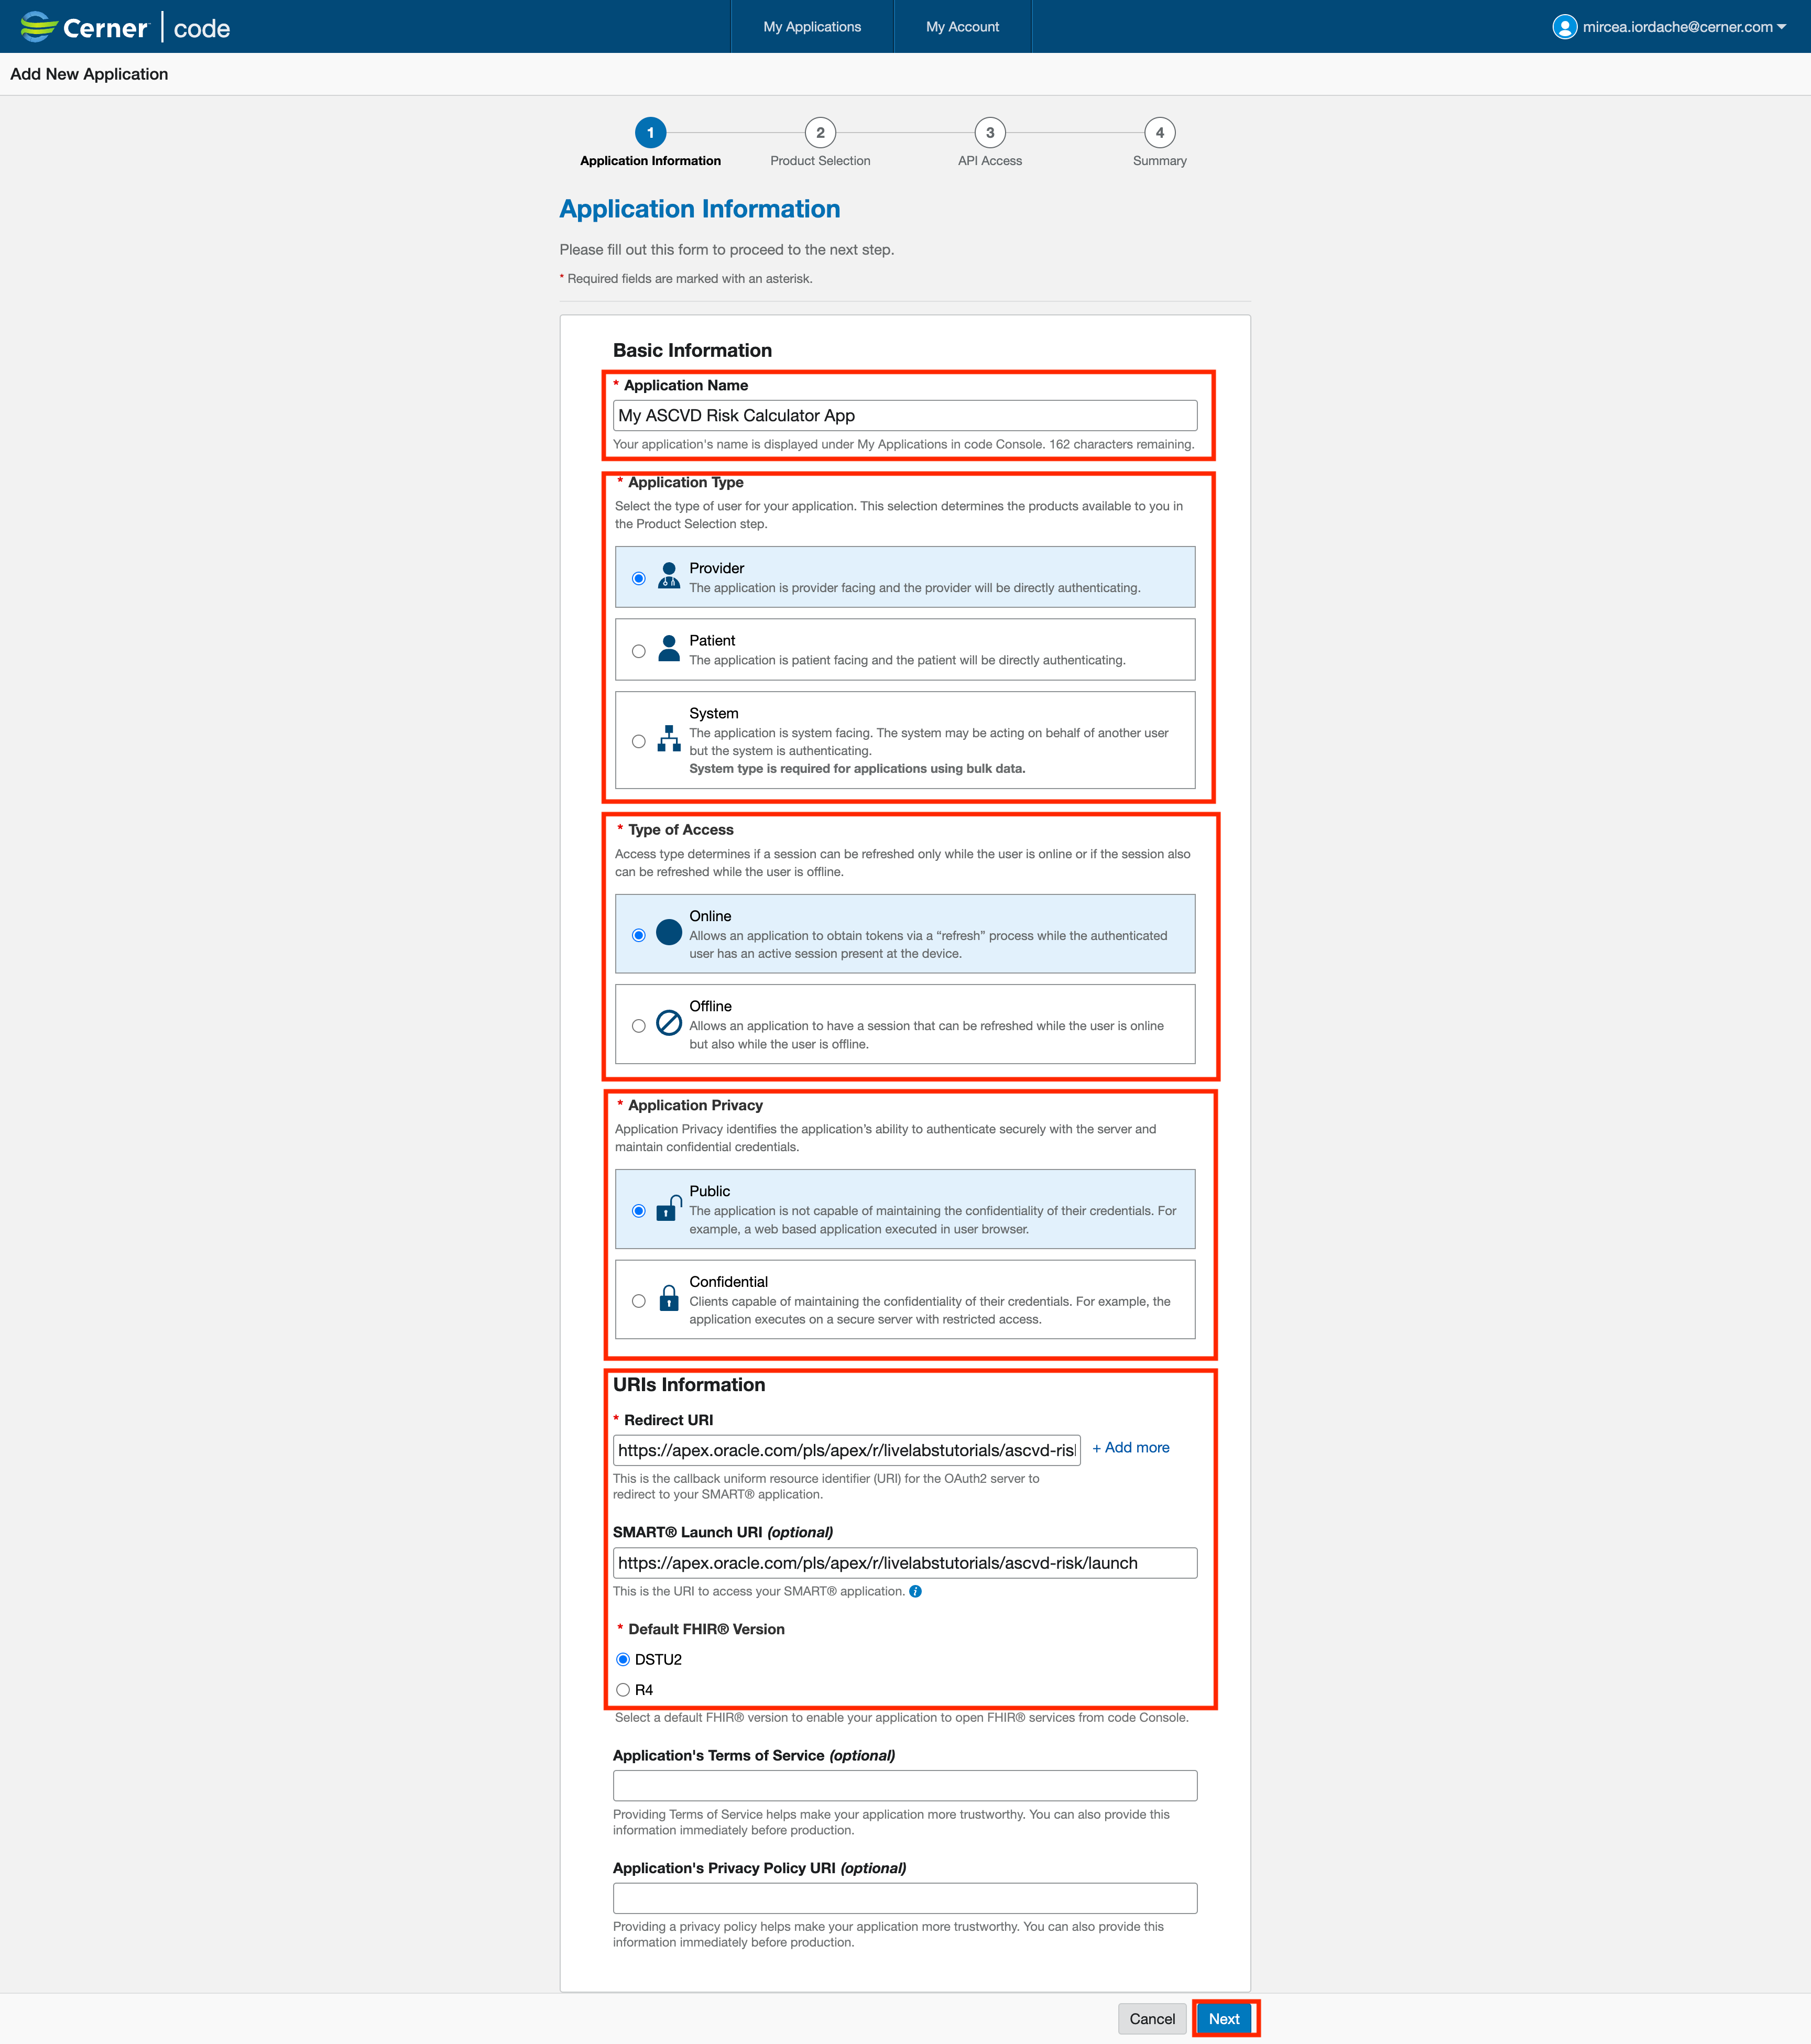 Cerner code
My Applications
My Account
mircea.iordache@cerner.com
Add New Application
1
2
3
4
Application Information
Product Selection
API Access
Summary
Application Information
Please fill out this form to proceed to the next step.
* Required fields are marked with an asterisk.
Basic Information
* Application Name
My ASCVD Risk Calculator App
Your application's name is displayed under My Applications in code Console. 162 characters remaining.
* Application Type
Select the type of user for your application. This selection determines the products available to you in
the Product Selection step.
Provider
The application is provider facing and the provider will be directly authenticating.
Patient
The application is patient facing and the patient will be directly authenticating.
System
The application is system facing. The system may be acting on behalf of another user
but the system is authenticating.
System type is required for applications using bulk data.
* Type of Access
Access type determines if a session can be refreshed only while the user is online or if the session also
can be refreshed while the user is offline.
Online
Allows an application to obtain tokens via a “refresh” process while the authenticated
user has an active session present at the device.
Offline
Allows an application to have a session that can be refreshed while the user is online
but also while the user is offline.
* Application Privacy
Application Privacy identifies the application’s ability to authenticate securely with the server and
maintain confidential credentials.
Public
The application is not capable of maintaining the confidentiality of their credentials. For
example, a web based application executed in user browser.
Confidential
Clients capable of maintaining the confidentiality of their credentials. For example, the
application executes on a secure server with restricted access.
URIs Information
* Redirect URI
https://apex.oracle.com/pls/apex/r/livelabstutorials/ascvd-ris
+ Add more
This is the callback uniform resource identifier (URI) for the OAuth2 server to
redirect to your SMART® application.
SMART® Launch URI (optional)
https://apex.oracle.com/pls/apex/r/livelabstutorials/ascvd-risk/launch
This is the URI to access your SMART® application. i
* Default FHIR® Version
DSTU2
R4
Select a default FHIR® version to enable your application to open FHIR® services from code Console.
Application's Terms of Service (optional)
Providing Terms of Service helps make your application more trustworthy. You can also provide this
information immediately before production.
Application's Privacy Policy URI (optional)
Providing a privacy policy helps make your application more trustworthy. You can also provide this
information immediately before production.
Cancel
Next